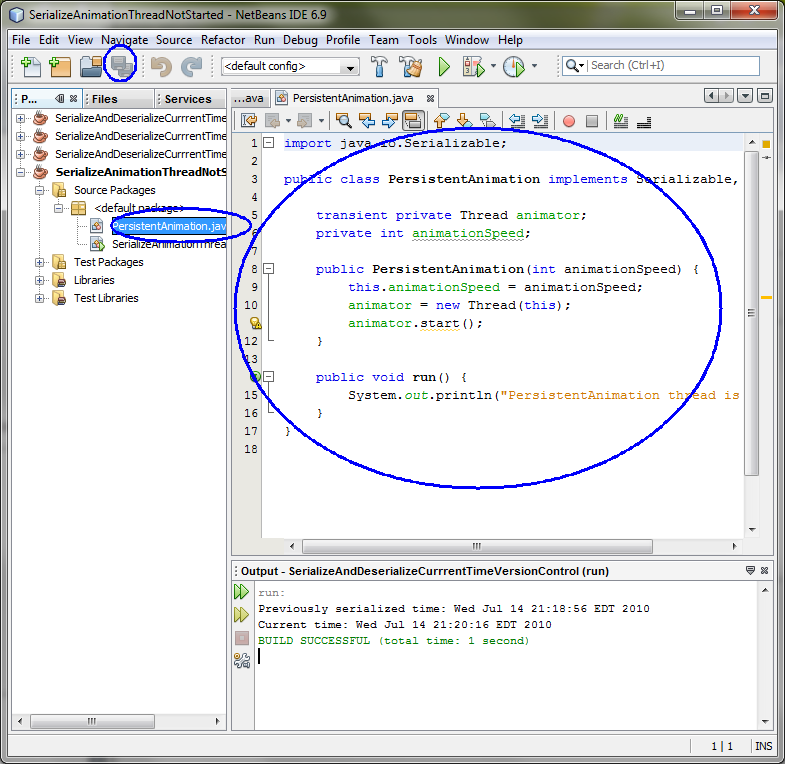 SerializeAnimationThreadNotStarted - NetBeans IDE 6.9
File Edit View Navigate Source Refactor Run Debug Profile Team Tools Window Help
<default config> Search (Ctrl+I)
P... Files Services
SerializeAndDeserializeCurrrentTime
SerializeAndDeserializeCurrrentTime
SerializeAndDeserializeCurrrentTime
SerializeAnimationThreadNotS
Source Packages
<default package>
PersistentAnimation.jav
SerializeAnimationThrea
Test Packages
Libraries
Test Libraries
...ava PersistentAnimation.java
1 import java.io.Serializable;
2
3 public class PersistentAnimation implements Serializable,
4
5 transient private Thread animator;
6 private int animationSpeed;
7
8 public PersistentAnimation(int animationSpeed) {
9 this.animationSpeed = animationSpeed;
10 animator = new Thread(this);
animator.start();
12 }
13
public void run() {
15 System.out.println("PersistentAnimation thread is
16 }
17 }
18
Output - SerializeAndDeserializeCurrrentTimeVersionControl (run)
run:
Previously serialized time: Wed Jul 14 21:18:56 EDT 2010
Current time: Wed Jul 14 21:20:16 EDT 2010
BUILD SUCCESSFUL (total time: 1 second)
1 | 1 INS